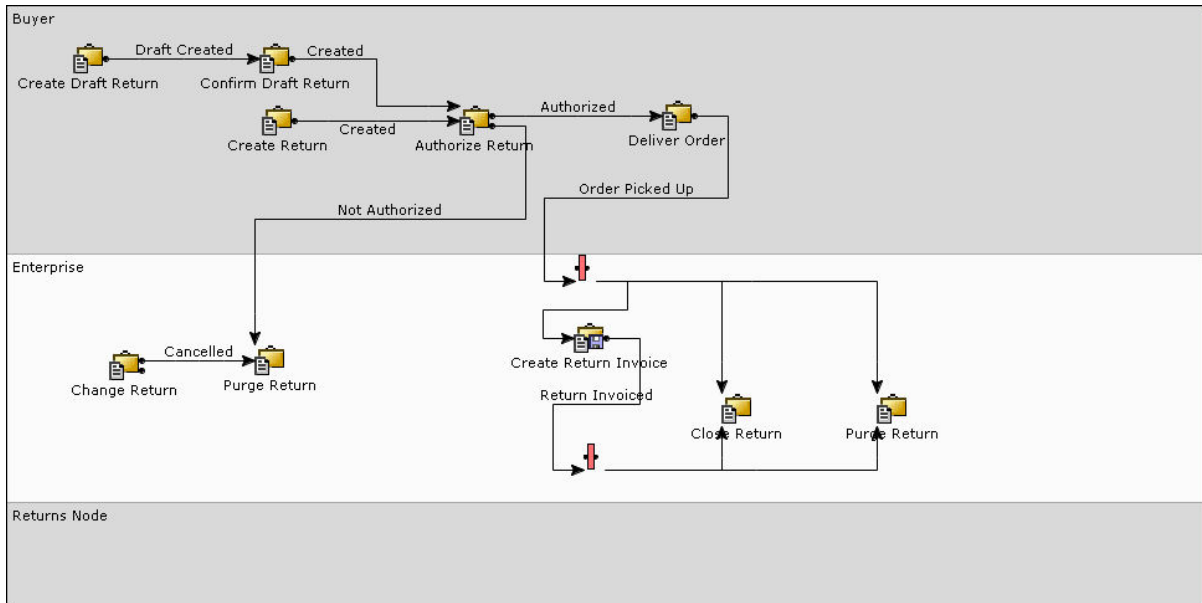 Buyer
Draft Created
Created
Create Draft Return
Confirm Draft Return
Authorized
Created
Create Return
Authorize Return
Deliver Order
Order Picked Up
Not Authorized
Enterprise
Cancelled
Change Return
Purge Return
Create Return Invoice
Return Invoiced
Close Return
Purge Return
Returns Node